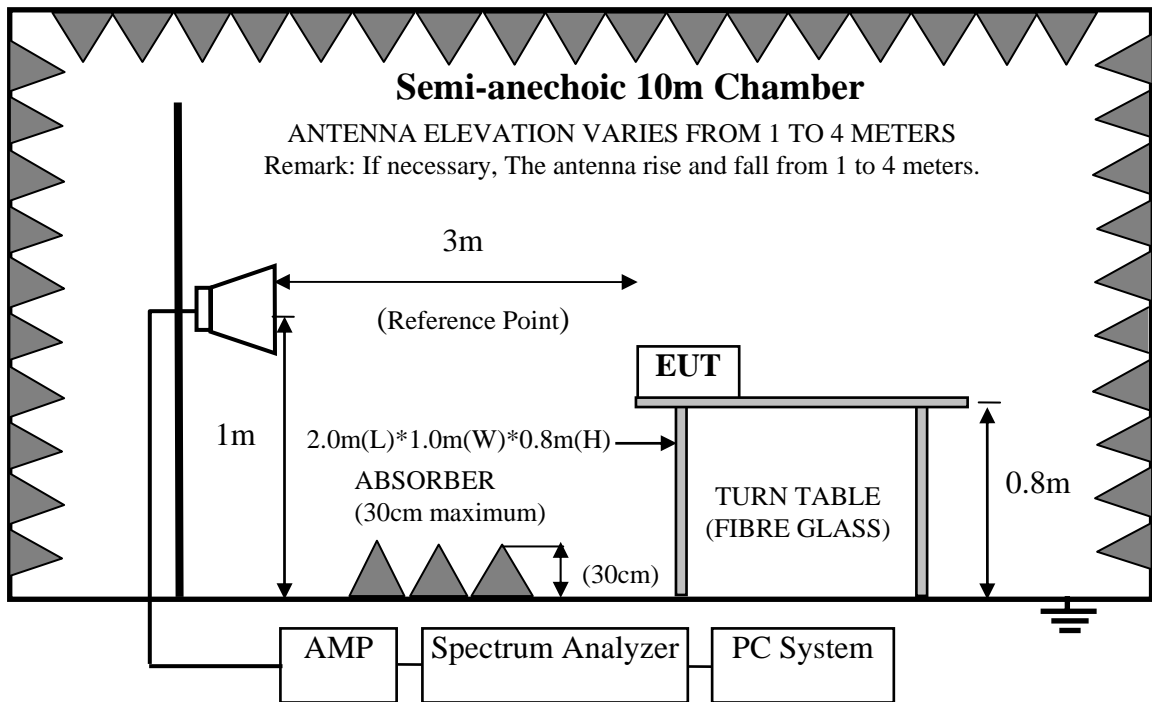 Semi-anechoic 10m Chamber
ANTENNA ELEVATION VARIES FROM 1 TO 4 METERS
Remark: If necessary, The antenna rise and fall from 1 to 4 meters.
3m
(Reference Point)
EUT
1m
2.0m(L)*1.0m(W)*0.8m(H)
ABSORBER
(30cm maximum)
TURN TABLE
(FIBRE GLASS)
0.8m
(30cm)
AMP
Spectrum Analyzer
PC System